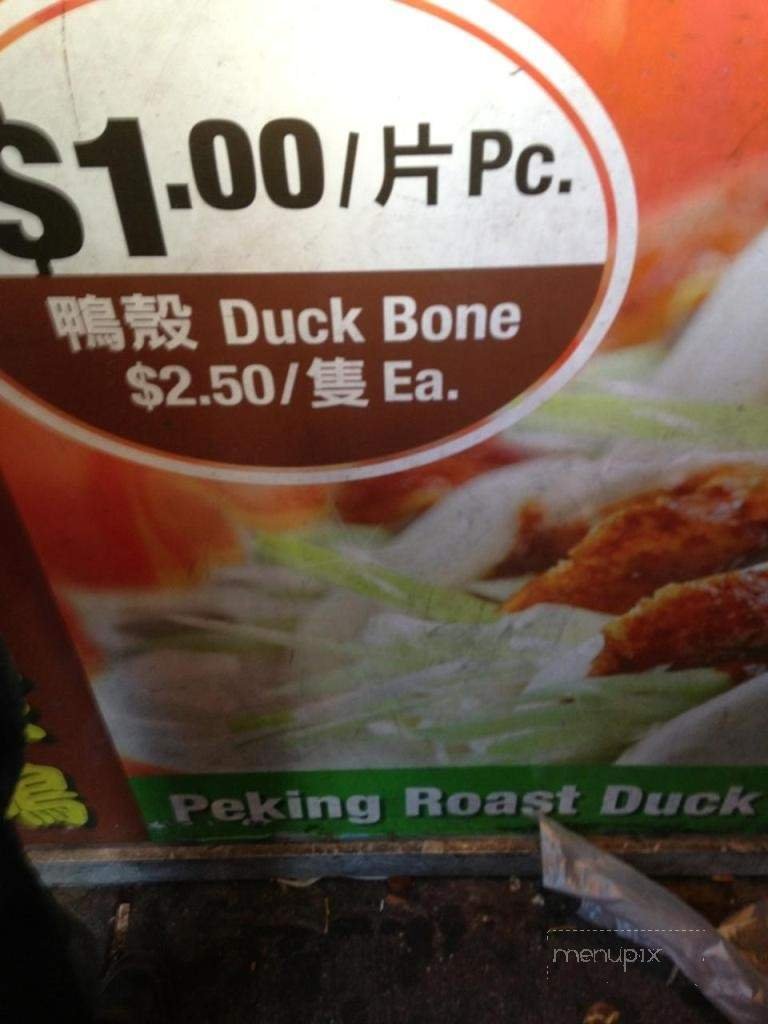 $1.00/片 Pc.
鴨殼 Duck Bone
$2.50/隻 Ea.
Peking Roast Duck
menupix